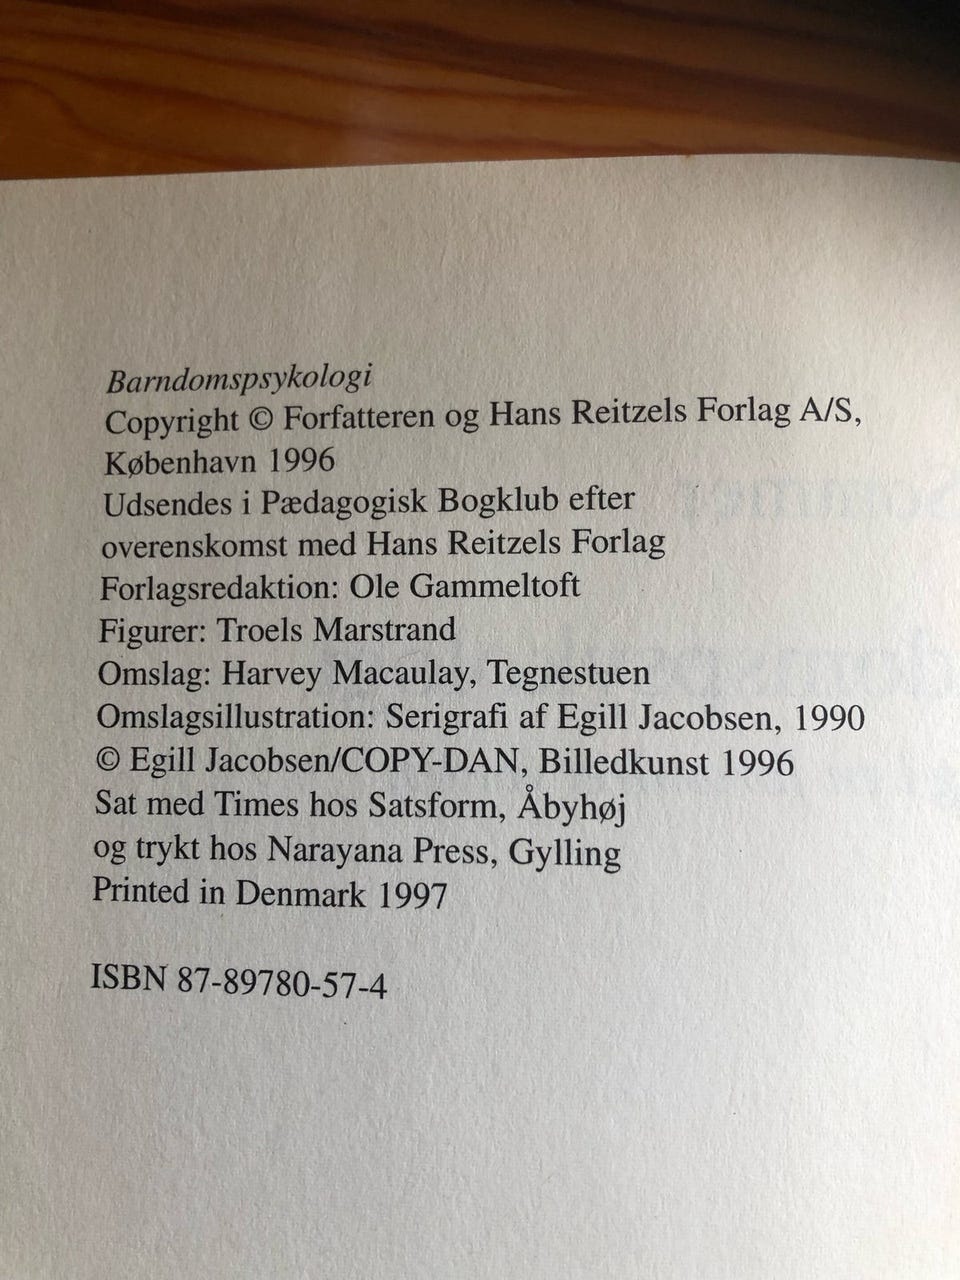 Barndomspsykologi
Copyright © Forfatteren og Hans Reitzels Forlag A/S,
København 1996
Udsendes i Pædagogisk Bogklub efter
overenskomst med Hans Reitzels Forlag
Forlagsredaktion: Ole Gammeltoft
Figurer: Troels Marstrand
Omslag: Harvey Macaulay, Tegnestuen
Omslagsillustration: Serigrafi af Egill Jacobsen, 1990
© Egill Jacobsen/COPY-DAN, Billedkunst 1996
Sat med Times hos Satsform, Åbyhøj
og trykt hos Narayana Press, Gylling
Printed in Denmark 1997
ISBN 87-89780-57-4